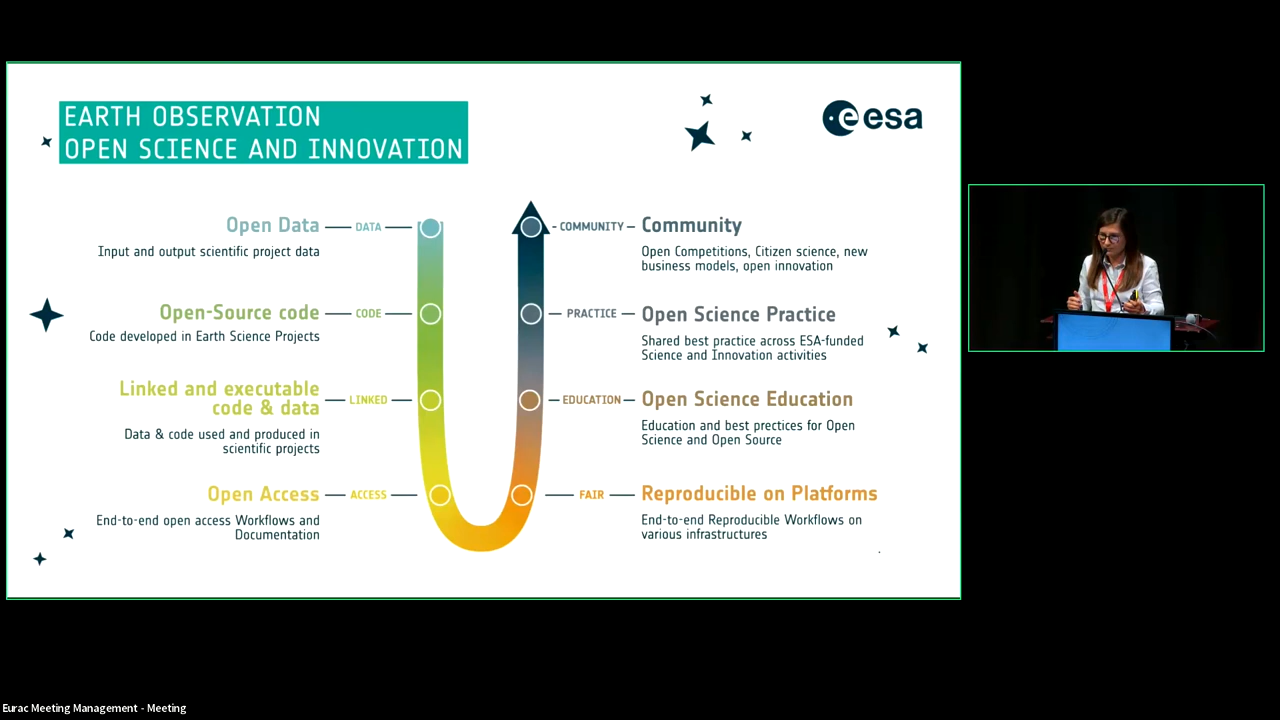 EARTH OBSERVATION
OPEN SCIENCE AND INNOVATION
esa
Open Data
DATA
Input and output scientific project data
Open-Source code
CODE
Code developed in Earth Science Projects
Linked and executable
code & data
LINKED
Data & code used and produced in
scientific projects
Open Access
ACCESS
End-to-end open access Workflows and
Documentation
COMMUNITY
Community
Open Competitions, Citizen science, new
business models, open innovation
PRACTICE
Open Science Practice
Shared best practice across ESA-funded
Science and Innovation activities
EDUCATION
Open Science Education
Education and best prectices for Open
Science and Open Source
FAIR
Reproducible on Platforms
End-to-end Reproducible Workflows on
various infrastructures
Eurac Meeting Management - Meeting